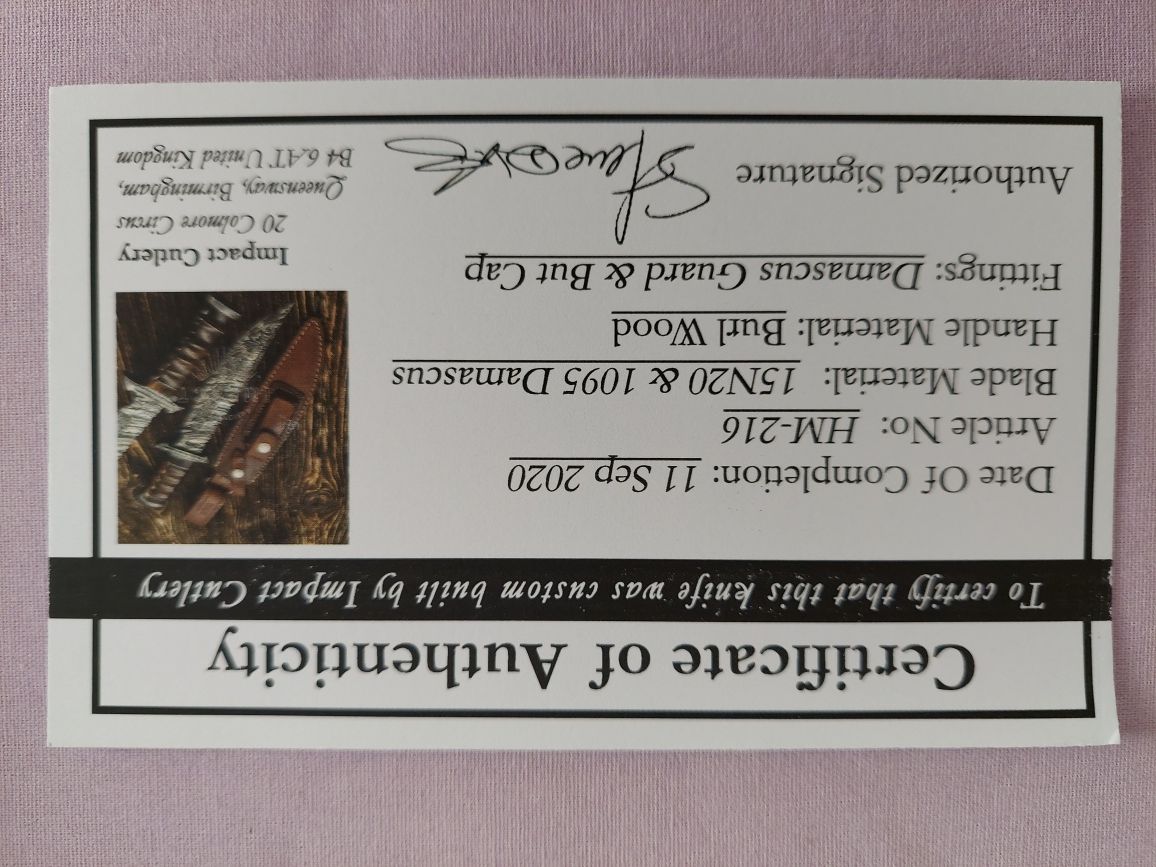 Certificate of Authenticity
To certify that this knife was custom built by Impact Cutlery
Date Of Completion: 11 Sep 2020
Article No: HM-216
Blade Material: 15N20 & 1095 Damascus
Handle Material: Burl Wood
Fittings: Damascus Guard & But Cap
Authorized Signature
Impact Cutlery
20 Colmore Circus
Queensway, Birmingham,
B4 6AT United Kingdom